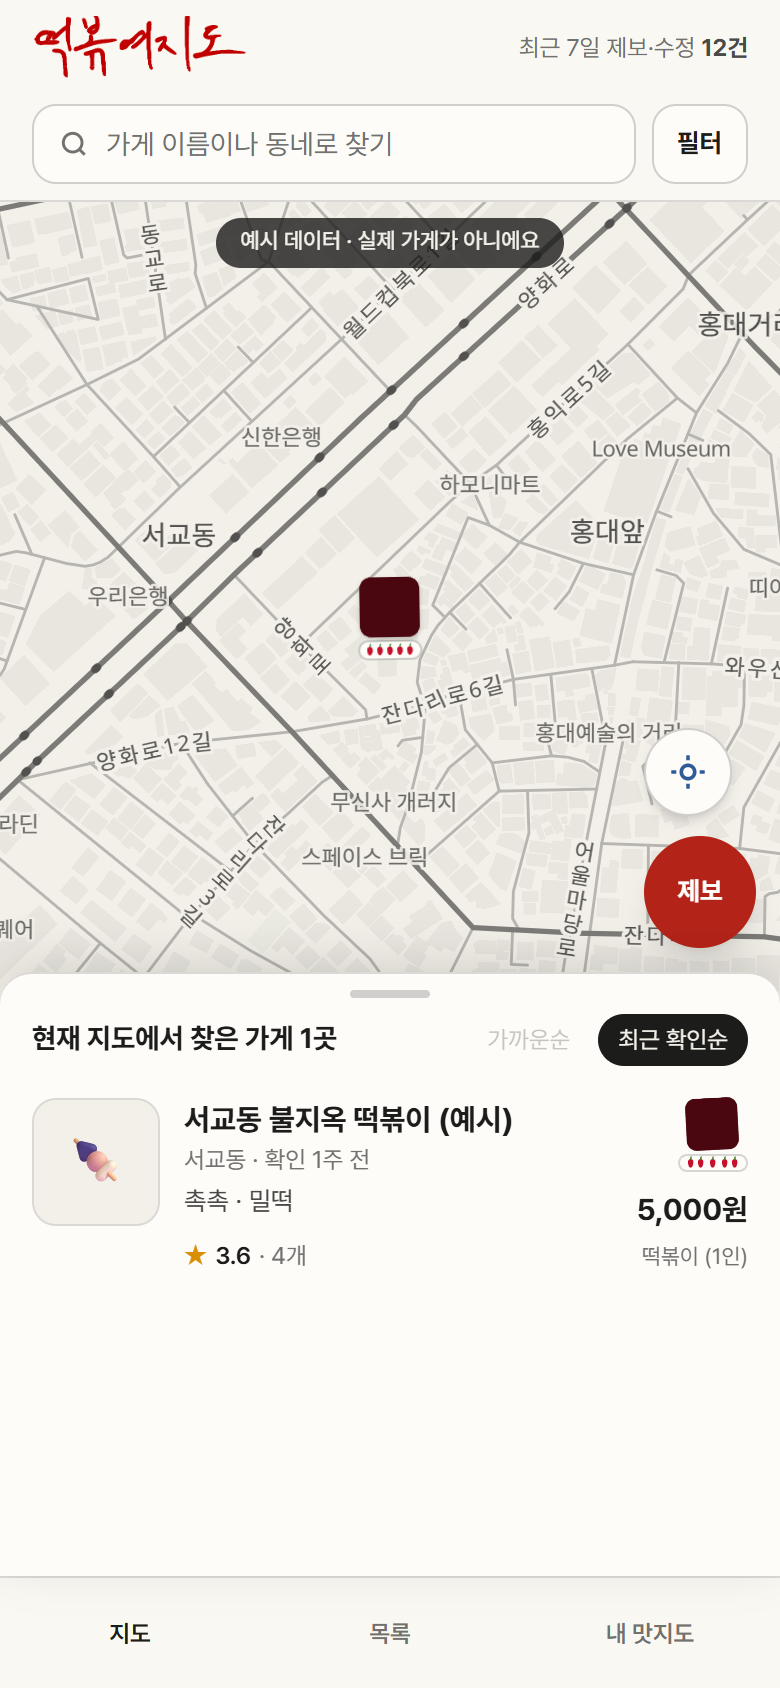 떡볶여지도
최근 7일 제보·수정 12건
가게 이름이나 동네로 찾기
필터
예시 데이터 · 실제 가게가 아니에요
동교로
월드컵북로
양화로
홍대거리
홍익로5길
신한은행
Love Museum
하모니마트
서교동
홍대앞
우리은행
띠아
양화로
와우산
잔다리로6길
홍대예술의 거리
양화로12길
무신사 개러지
라딘
잔다리로3길
스페이스 브릭
어울마당로
퀘어
잔다
제보
현재 지도에서 찾은 가게 1곳
가까운순
최근 확인순
서교동 불지옥 떡볶이 (예시)
서교동 · 확인 1주 전
촉촉 · 밀떡
5,000원
★ 3.6 · 4개
떡볶이 (1인)
지도
목록
내 맛지도